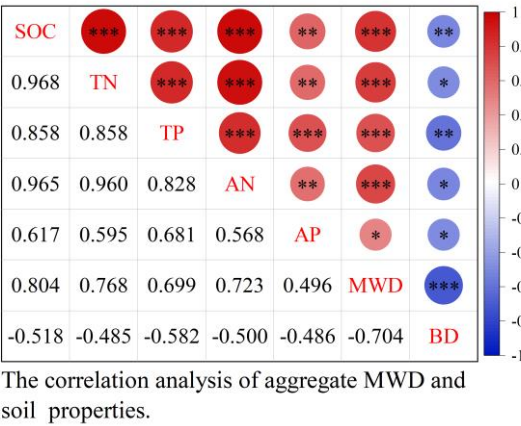 SOC *** *** *** ** *** **
0.968 TN *** *** ** *** *
0.858 0.858 TP *** *** *** **
0.965 0.960 0.828 AN ** *** *
0.617 0.595 0.681 0.568 AP * *
0.804 0.768 0.699 0.723 0.496 MWD ***
-0.518 -0.485 -0.582 -0.500 -0.486 -0.704 BD
1
0
-1
The correlation analysis of aggregate MWD and
soil properties.